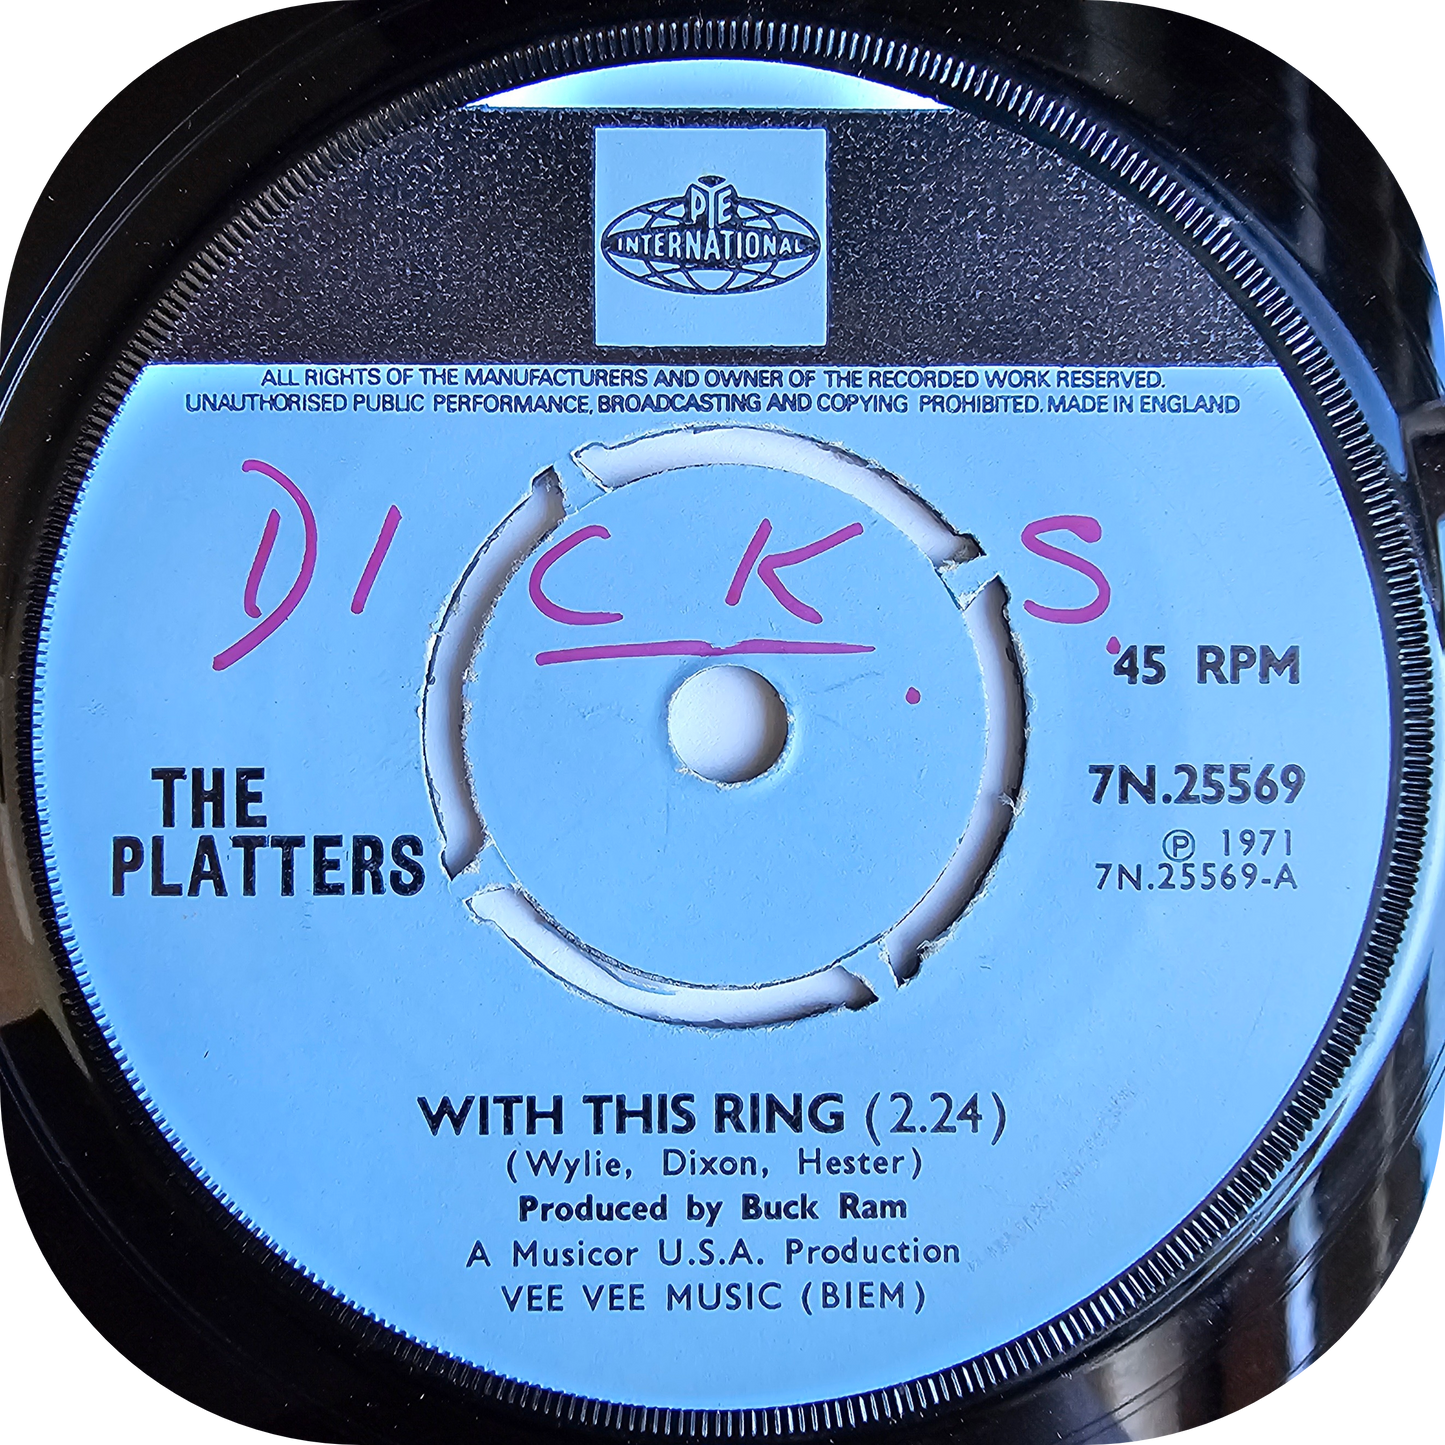 PYE
INTERNATIONAL
ALL RIGHTS OF THE MANUFACTURERS AND OWNER OF THE RECORDED WORK RESERVED.
UNAUTHORISED PUBLIC PERFORMANCE, BROADCASTING AND COPYING PROHIBITED. MADE IN ENGLAND
DICKS.
45 RPM
THE
PLATTERS
7N.25569
℗ 1971
7N.25569-A
WITH THIS RING (2.24)
(Wylie, Dixon, Hester)
Produced by Buck Ram
A Musicor U.S.A. Production
VEE VEE MUSIC (BIEM)